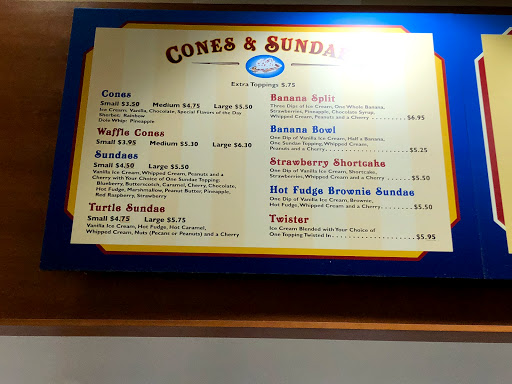 CONES & SUNDAE
Extra Toppings $.75
Cones
Small $3.50 Medium $4.75 Large $5.50
Ice Cream: Vanilla, Chocolate, Special Flavors of the Day
Sherbet: Rainbow
Dole Whip: Pineapple
Waffle Cones
Small $3.95 Medium $5.30 Large $6.30
Sundaes
Small $4.50 Large $5.50
Vanilla Ice Cream, Whipped Cream, Peanuts and a
Cherry with Your Choice of One Sundae Topping:
Blueberry, Butterscotch, Caramel, Cherry, Chocolate,
Hot Fudge, Marshmallow, Peanut Butter, Pineapple,
Red Raspberry, Strawberry
Turtle Sundae
Small $4.75 Large $5.75
Vanilla Ice Cream, Hot Fudge, Hot Caramel,
Whipped Cream, Nuts (Pecans or Peanuts) and a Cherry
Banana Split
Three Dips of Ice Cream, One Whole Banana,
Strawberries, Pineapple, Chocolate Syrup,
Whipped Cream, Peanuts and a Cherry $6.95
Banana Bowl
One Dip of Vanilla Ice Cream, Half a Banana,
One Sundae Topping, Whipped Cream,
Peanuts and a Cherry $5.25
Strawberry Shortcake
One Dip of Vanilla Ice Cream, Shortcake,
Strawberries, Whipped Cream and a Cherry $5.50
Hot Fudge Brownie Sundae
One Dip of Vanilla Ice Cream, Brownie,
Hot Fudge, Whipped Cream and a Cherry $5.50
Twister
Ice Cream Blended with Your Choice of
One Topping Twisted In $5.95